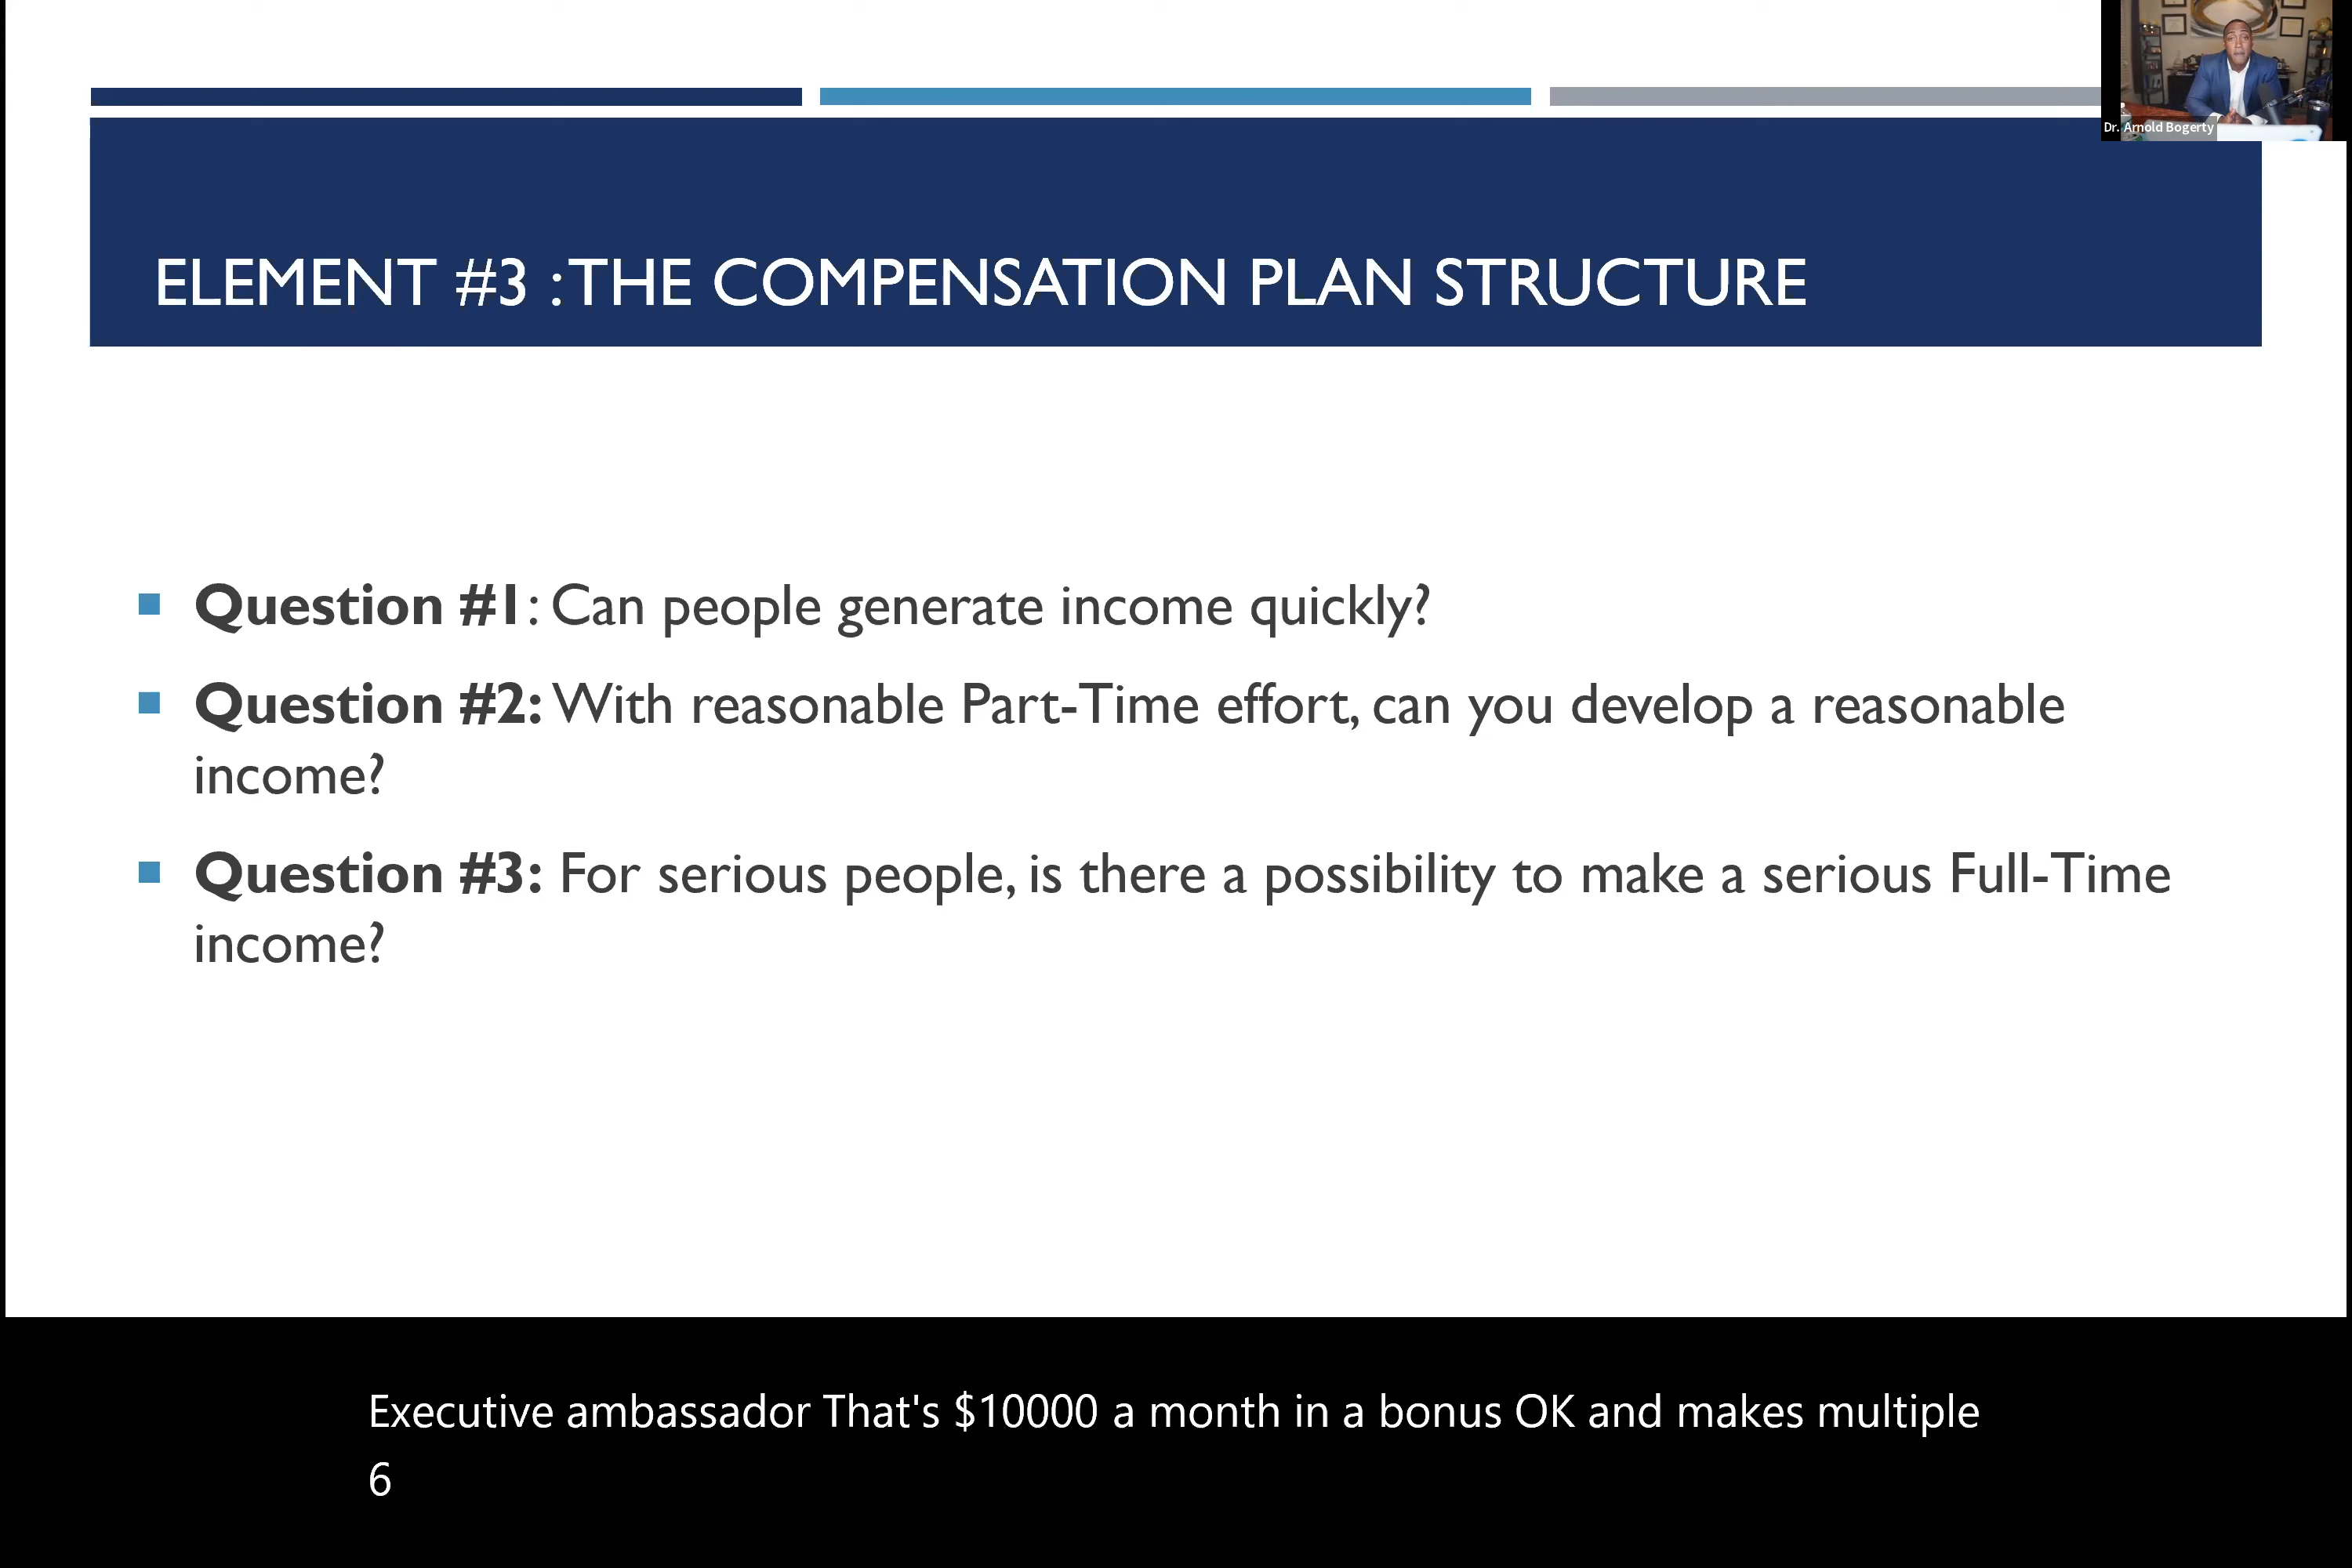 Dr. Arnold Bogerty
ELEMENT #3 : THE COMPENSATION PLAN STRUCTURE
Question #1: Can people generate income quickly?
Question #2: With reasonable Part-Time effort, can you develop a reasonable
income?
Question #3: For serious people, is there a possibility to make a serious Full-Time
income?
Executive ambassador That's $10000 a month in a bonus OK and makes multiple
6